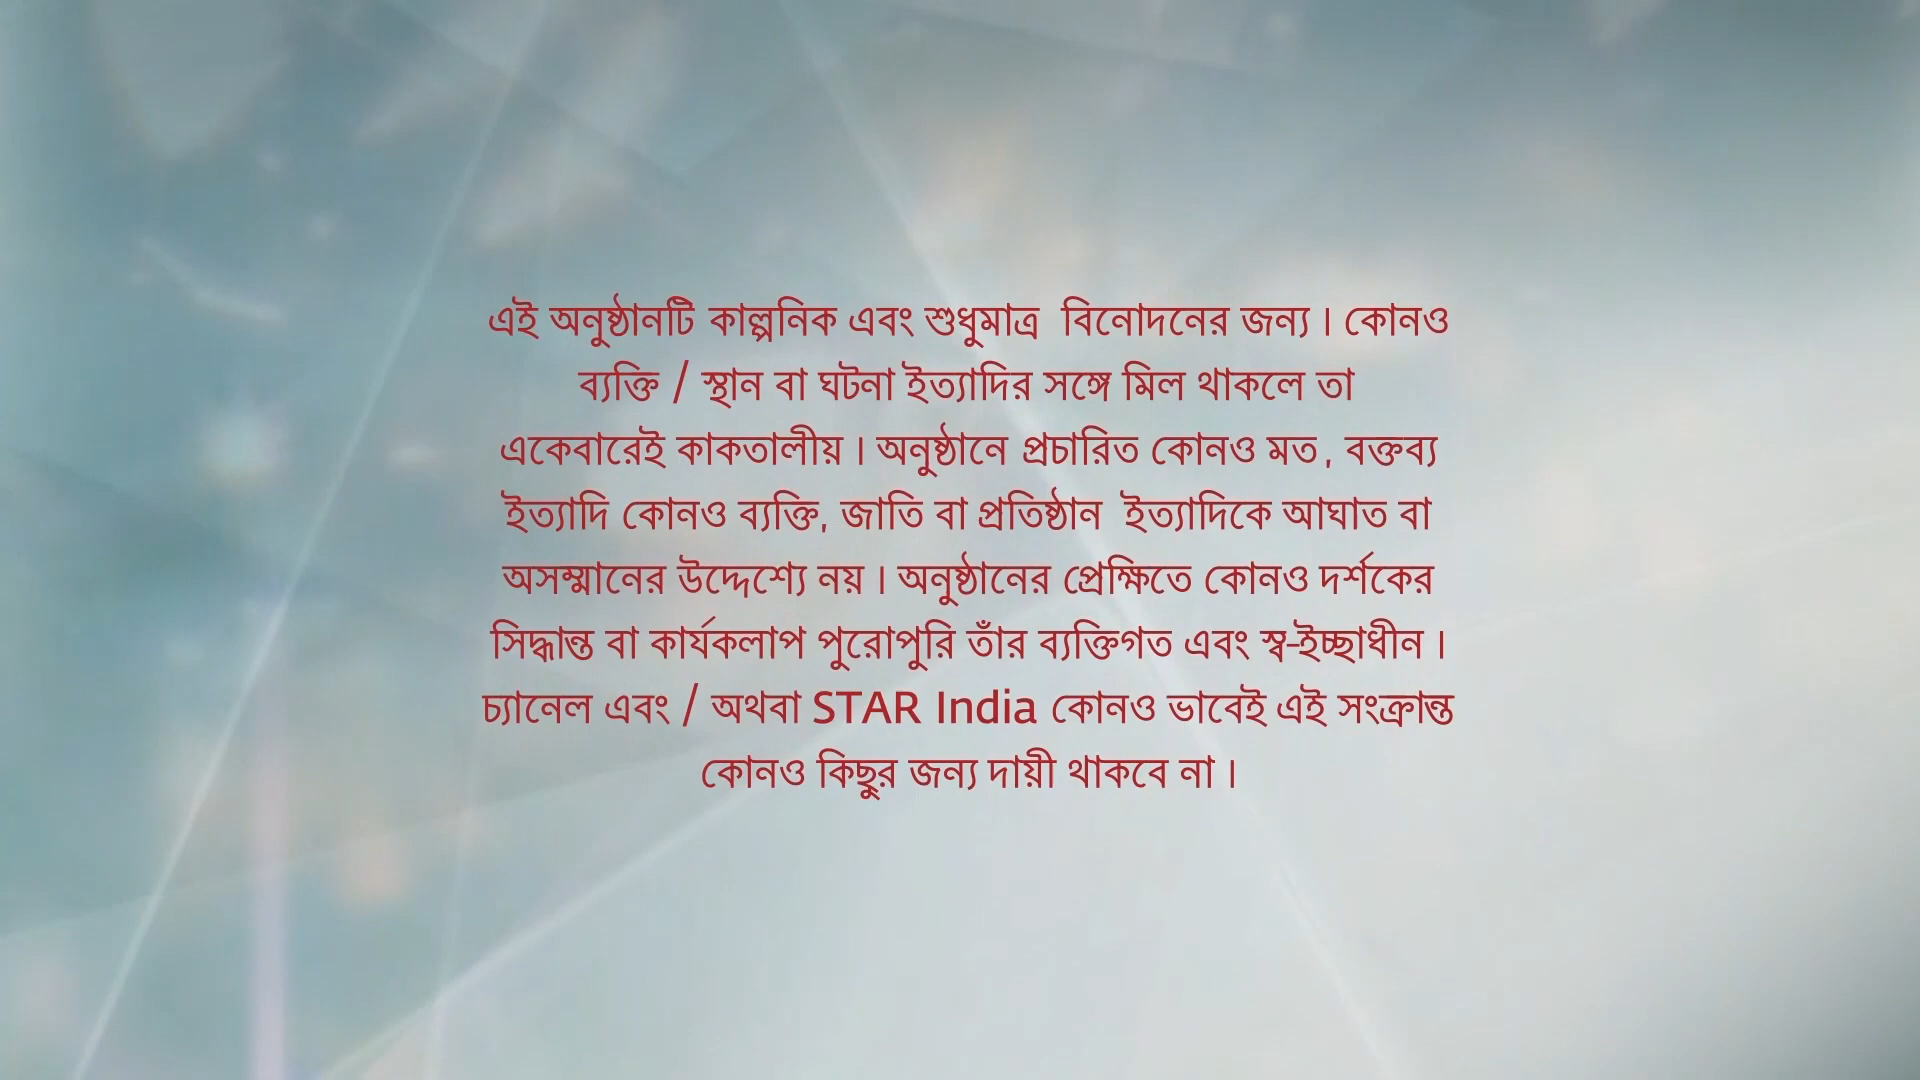 এই অনুষ্ঠানটি কাল্পনিক এবং শুধুমাত্র বিনোদনের জন্য । কোনও
ব্যক্তি / স্থান বা ঘটনা ইত্যাদির সঙ্গে মিল থাকলে তা
একেবারেই কাকতালীয় । অনুষ্ঠানে প্রচারিত কোনও মত , বক্তব্য
ইত্যাদি কোনও ব্যক্তি, জাতি বা প্রতিষ্ঠান ইত্যাদিকে আঘাত বা
অসম্মানের উদ্দেশ্যে নয় । অনুষ্ঠানের প্রেক্ষিতে কোনও দর্শকের
সিদ্ধান্ত বা কার্যকলাপ পুরোপুরি তাঁর ব্যক্তিগত এবং স্ব-ইচ্ছাধীন ।
চ্যানেল এবং / অথবা STAR India কোনও ভাবেই এই সংক্রান্ত
কোনও কিছুর জন্য দায়ী থাকবে না ।